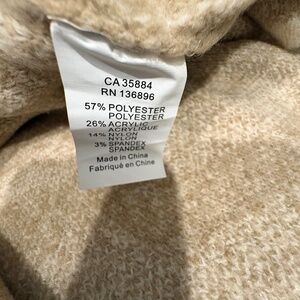 CA 35884
RN 136896
57% POLYESTER
POLYESTER
26% ACRYLIC
ACRYLIQUE
14% NYLON
NYLON
3% SPANDEX
SPANDEX
Made in China
Fabriqué en Chine